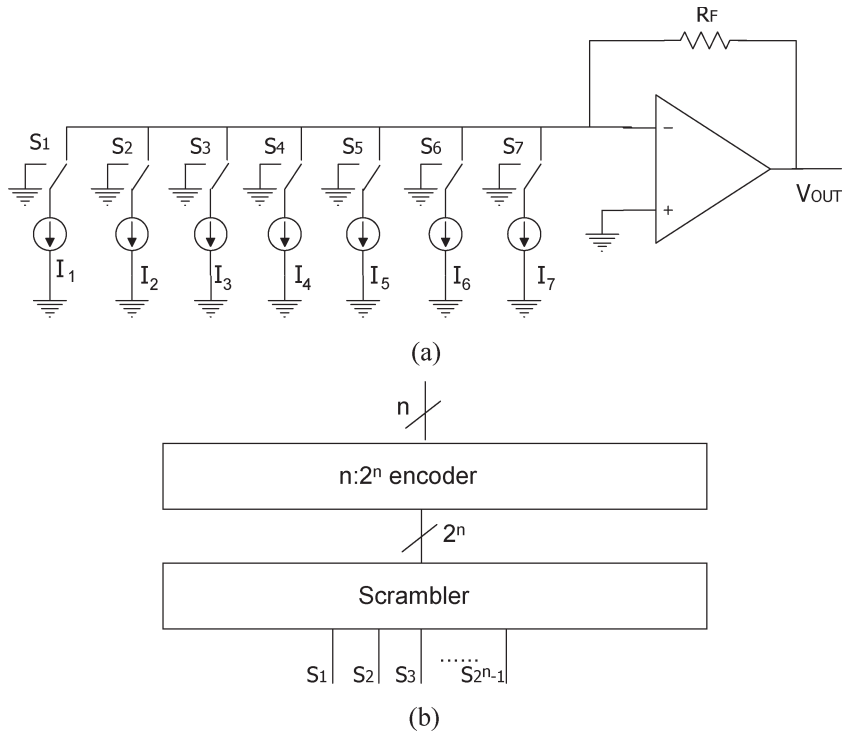 RF
S1 S2 S3 S4 S5 S6 S7
−
+
VOUT
I1 I2 I3 I4 I5 I6 I7
(a)
n
n:2ⁿ encoder
2ⁿ
Scrambler
S1 S2 S3 ...... S2ⁿ-1
(b)